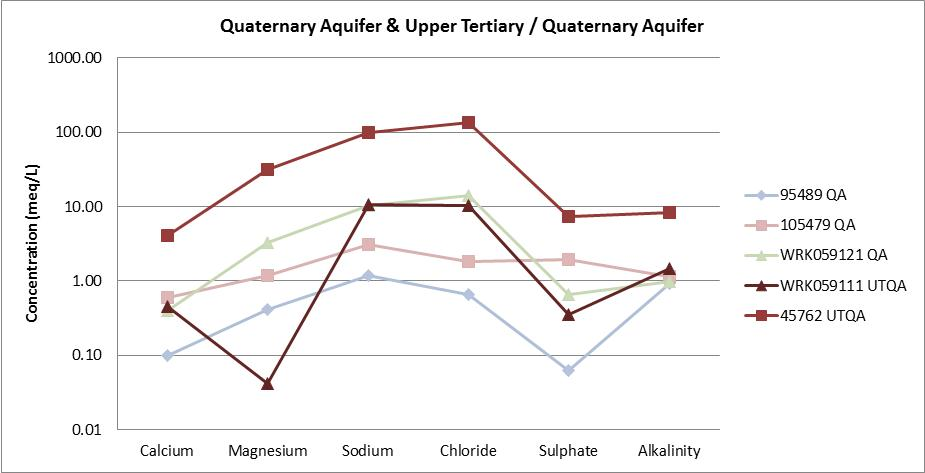 Quaternary Aquifer & Upper Tertiary / Quaternary Aquifer
1000.00
100.00
10.00
1.00
0.10
0.01
Concentration (meq/L)
Calcium Magnesium Sodium Chloride Sulphate Alkalinity
95489 QA
105479 QA
WRK059121 QA
WRK059111 UTQA
45762 UTQA